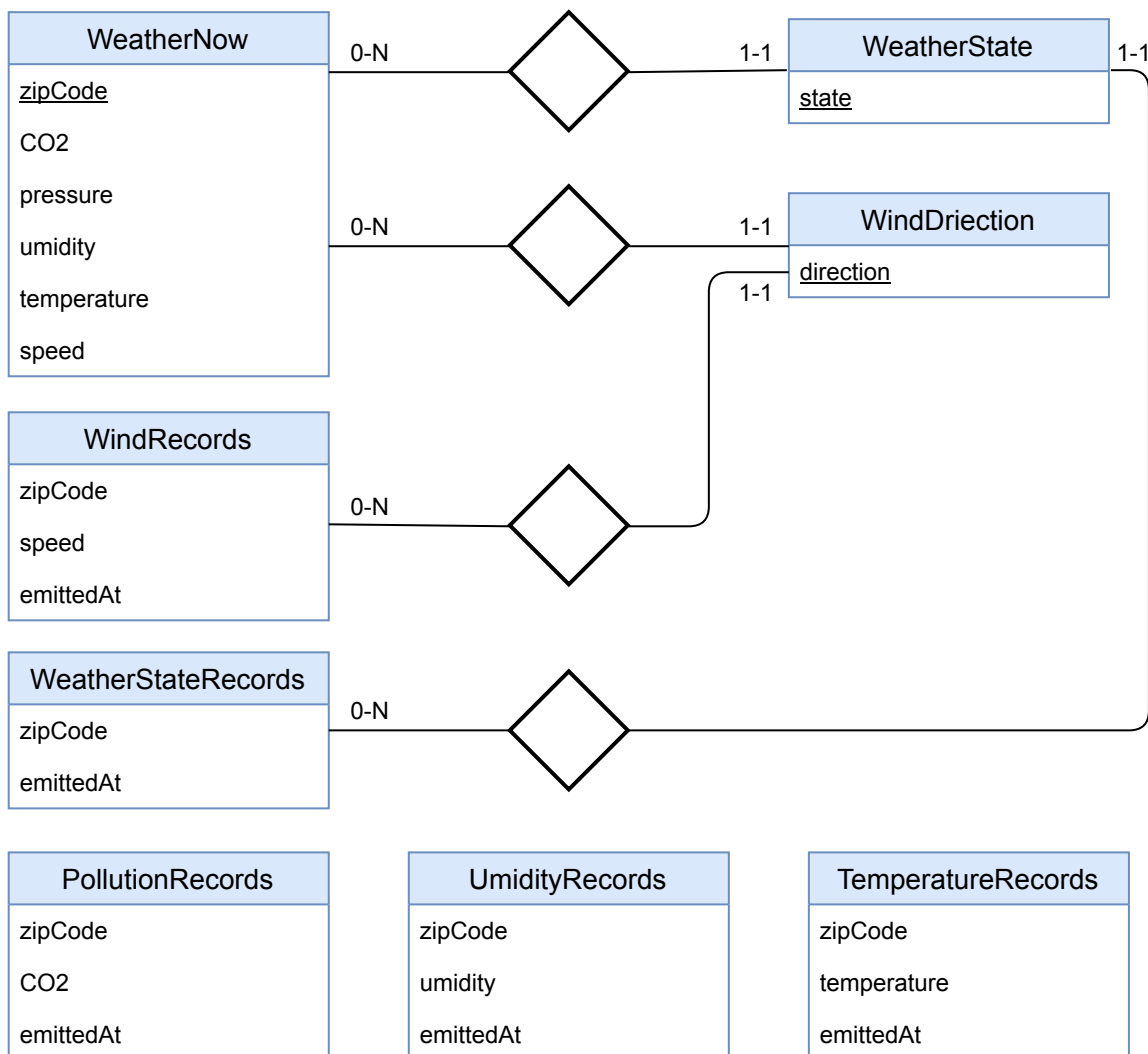 WeatherNow
zipCode
CO2
pressure
umidity
temperature
speed
0-N
1-1
WeatherState
state
1-1
0-N
1-1
WindDriection
direction
1-1
WindRecords
zipCode
speed
emittedAt
0-N
WeatherStateRecords
zipCode
emittedAt
0-N
PollutionRecords
zipCode
CO2
emittedAt
UmidityRecords
zipCode
umidity
emittedAt
TemperatureRecords
zipCode
temperature
emittedAt